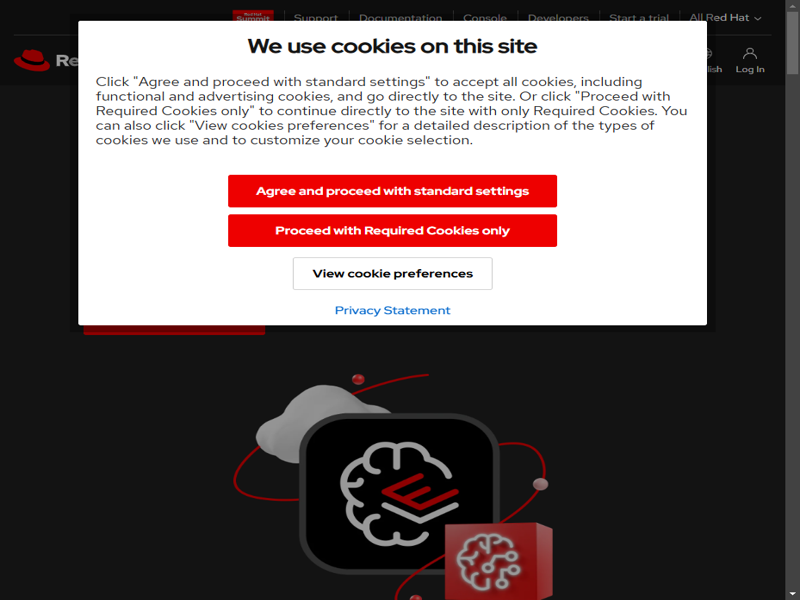 Red Hat
Summit
Support
Documentation
Console
Developers
Start a trial
All Red Hat
Re
lish
Log In
We use cookies on this site
Click "Agree and proceed with standard settings" to accept all cookies, including
functional and advertising cookies, and go directly to the site. Or click "Proceed with
Required Cookies only" to continue directly to the site with only Required Cookies. You
can also click "View cookies preferences" for a detailed description of the types of
cookies we use and to customize your cookie selection.
Agree and proceed with standard settings
Proceed with Required Cookies only
View cookie preferences
Privacy Statement